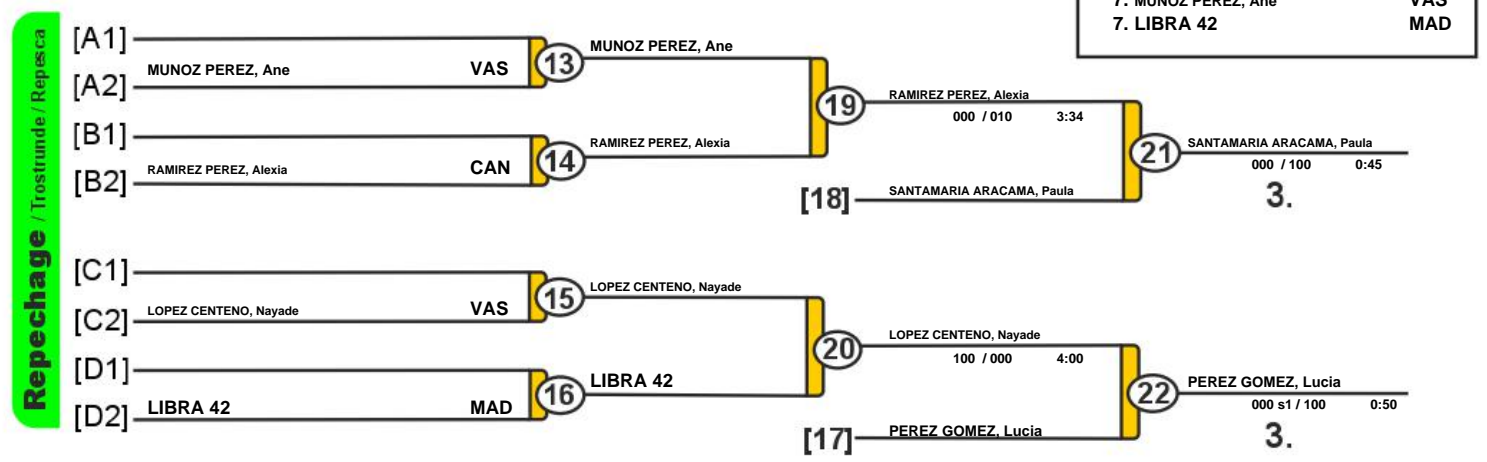 7. MUNOZ PEREZ, Ane VAS
7. LIBRA 42 MAD
Repechage / Trostrunde / Repesca
[A1]
MUNOZ PEREZ, Ane VAS
[A2]
13
MUNOZ PEREZ, Ane
[B1]
RAMIREZ PEREZ, Alexia CAN
[B2]
14
RAMIREZ PEREZ, Alexia
19
RAMIREZ PEREZ, Alexia
000 / 010 3:34
[18]
SANTAMARIA ARACAMA, Paula
21
SANTAMARIA ARACAMA, Paula
000 / 100 0:45
3.
[C1]
LOPEZ CENTENO, Nayade VAS
[C2]
15
LOPEZ CENTENO, Nayade
[D1]
LIBRA 42 MAD
[D2]
16
LIBRA 42
20
LOPEZ CENTENO, Nayade
100 / 000 4:00
[17]
PEREZ GOMEZ, Lucia
22
PEREZ GOMEZ, Lucia
000 s1 / 100 0:50
3.